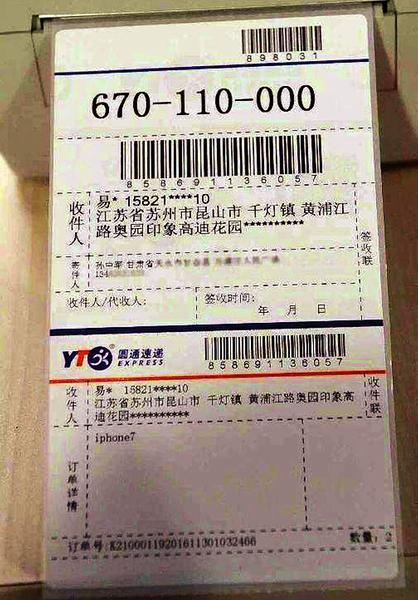 898031
670-110-000
858691136057
收件人
易* 15821****10
江苏省苏州市昆山市 千灯镇 黄浦江
路奥园印象高迪花园**********
签收联
寄件人
甘肃省
收件人/代收人:
签收时间:
年 月 日
YTO 圆通速递
EXPRESS
858691136057
收件人
易* 15821****10
江苏省苏州市昆山市 千灯镇 黄浦江路奥园印象高
迪花园**********
收件联
iphone7
订单详情
订单号:K21000119201611301032466
数量: 2